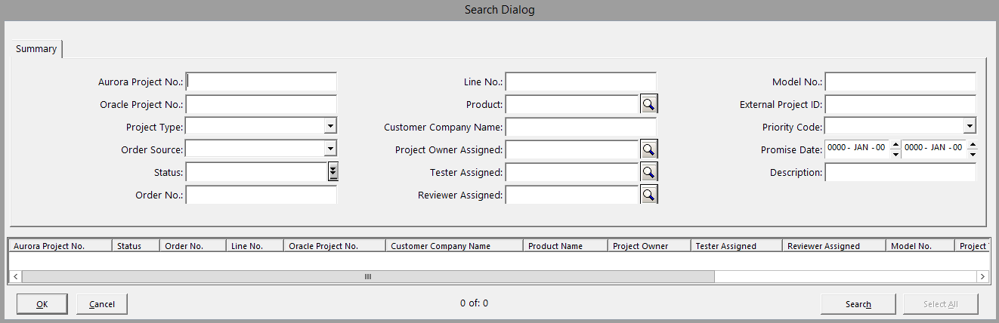 Search Dialog
Summary
Aurora Project No.:
Line No.:
Model No.:
Oracle Project No.:
Product:
External Project ID:
Project Type:
Customer Company Name:
Priority Code:
Order Source:
Project Owner Assigned:
Promise Date: 0000 - JAN - 00 0000 - JAN - 00
Status:
Tester Assigned:
Description:
Order No.:
Reviewer Assigned:
Aurora Project No. Status Order No. Line No. Oracle Project No. Customer Company Name Product Name Project Owner Tester Assigned Reviewer Assigned Model No. Project
OK Cancel 0 of: 0 Search Select All